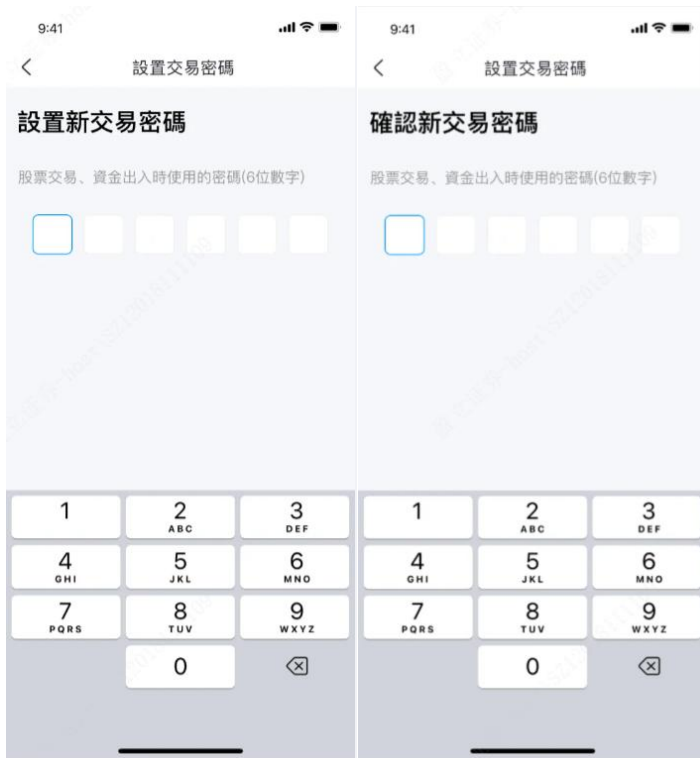 9:41
設置交易密碼
設置新交易密碼
股票交易、資金出入時使用的密碼(6位數字)
1
2
ABC
3
DEF
4
GHI
5
JKL
6
MNO
7
PQRS
8
TUV
9
WXYZ
0
9:41
設置交易密碼
確認新交易密碼
股票交易、資金出入時使用的密碼(6位數字)
1
2
ABC
3
DEF
4
GHI
5
JKL
6
MNO
7
PQRS
8
TUV
9
WXYZ
0